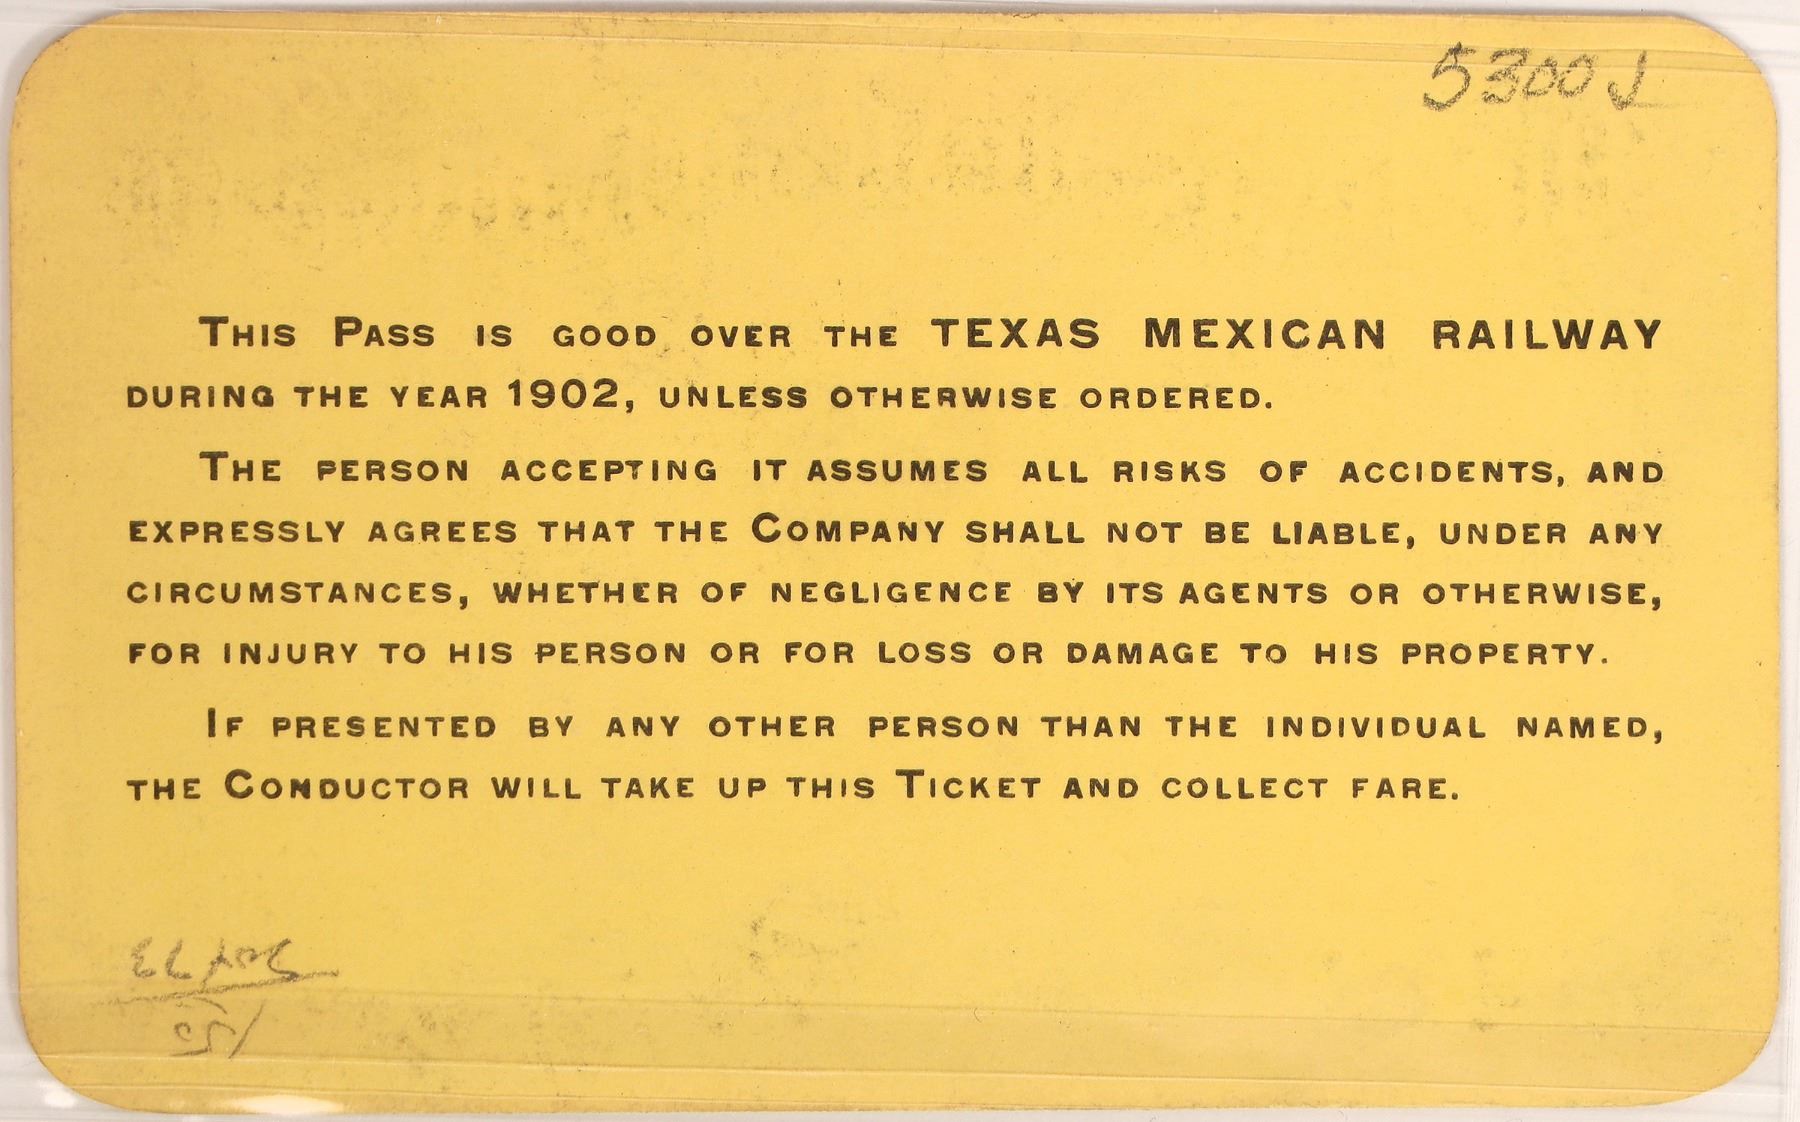 5300
THIS PASS IS GOOD OVER THE TEXAS MEXICAN RAILWAY
DURING THE YEAR 1902, UNLESS OTHERWISE ORDERED.
THE PERSON ACCEPTING IT ASSUMES ALL RISKS OF ACCIDENTS, AND
EXPRESSLY AGREES THAT THE COMPANY SHALL NOT BE LIABLE, UNDER ANY
CIRCUMSTANCES, WHETHER OF NEGLIGENCE BY ITS AGENTS OR OTHERWISE,
FOR INJURY TO HIS PERSON OR FOR LOSS OR DAMAGE TO HIS PROPERTY.
IF PRESENTED BY ANY OTHER PERSON THAN THE INDIVIDUAL NAMED,
THE CONDUCTOR WILL TAKE UP THIS TICKET AND COLLECT FARE.
150